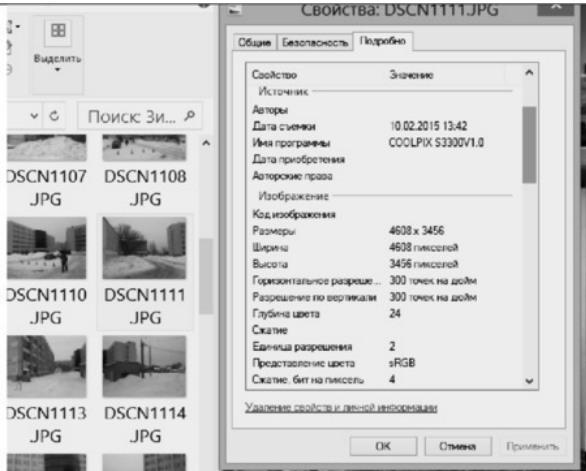 Свойства: DSCN1111.JPG
Выделить
Поиск: Зи...
DSCN1107
.JPG
DSCN1108
.JPG
DSCN1110
.JPG
DSCN1111
.JPG
DSCN1113
.JPG
DSCN1114
.JPG
Общие Безопасность Подробно
Свойство Значение
Источник
Авторы
Дата съемки 10.02.2015 13:42
Имя программы COOLPIX S3300V1.0
Дата приобретения
Авторские права
Изображение
Код изображения
Размеры 4608 x 3456
Ширина 4608 пикселей
Высота 3456 пикселей
Горизонтальное разреше... 300 точек на дюйм
Разрешение по вертикали 300 точек на дюйм
Глубина цвета 24
Сжатие
Единица разрешения 2
Представление цвета sRGB
Сжатие, бит на пиксель 4
Удаление свойств и личной информации
OK Отмена Применить